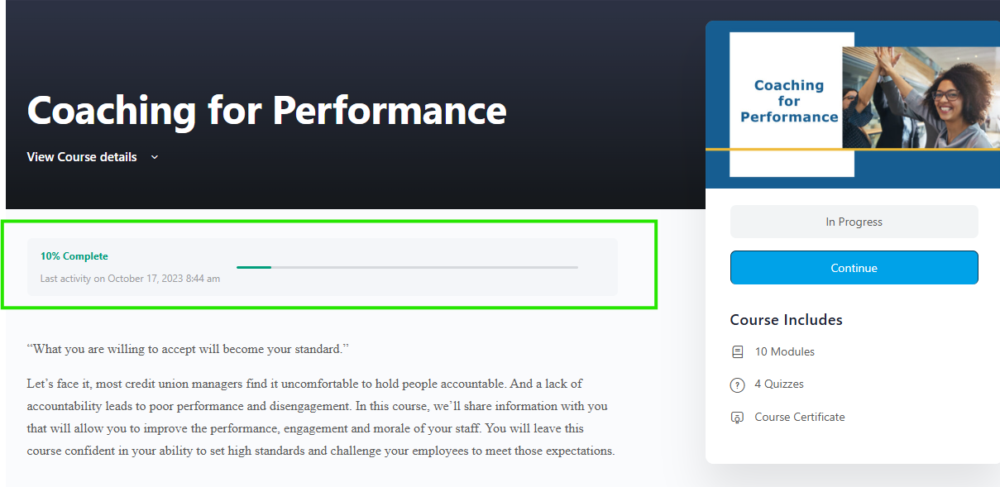 Coaching for Performance
View Course details
10% Complete
Last activity on October 17, 2023 8:44 am
“What you are willing to accept will become your standard.”
Let’s face it, most credit union managers find it uncomfortable to hold people accountable. And a lack of
accountability leads to poor performance and disengagement. In this course, we’ll share information with you
that will allow you to improve the performance, engagement and morale of your staff. You will leave this
course confident in your ability to set high standards and challenge your employees to meet those expectations.
Coaching
for
Performance
In Progress
Continue
Course Includes
10 Modules
? 4 Quizzes
Course Certificate